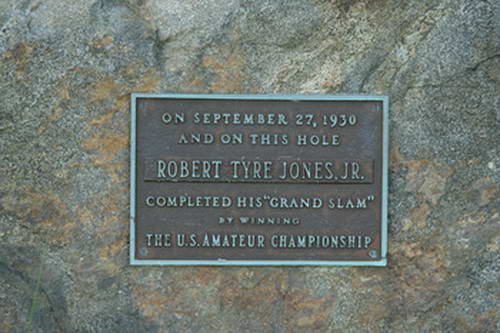 ON SEPTEMBER 27, 1930
AND ON THIS HOLE
ROBERT TYRE JONES, JR.
COMPLETED HIS "GRAND SLAM"
BY WINNING
THE U.S. AMATEUR CHAMPIONSHIP